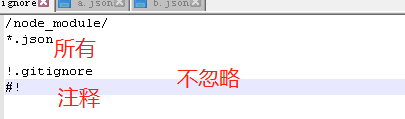 ignore a.json b.json
/node_module/
*.json
所有
!.gitignore
不忽略
#!
注释